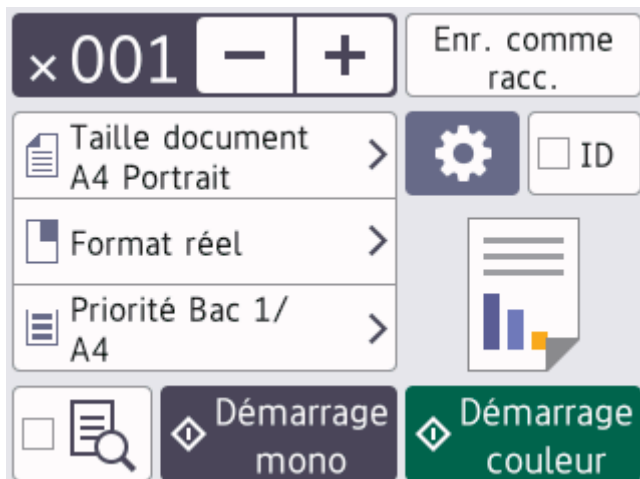 ×001 − +
Enr. comme
racc.
Taille document
A4 Portrait
ID
Format réel
Priorité Bac 1/
A4
Démarrage
mono
Démarrage
couleur